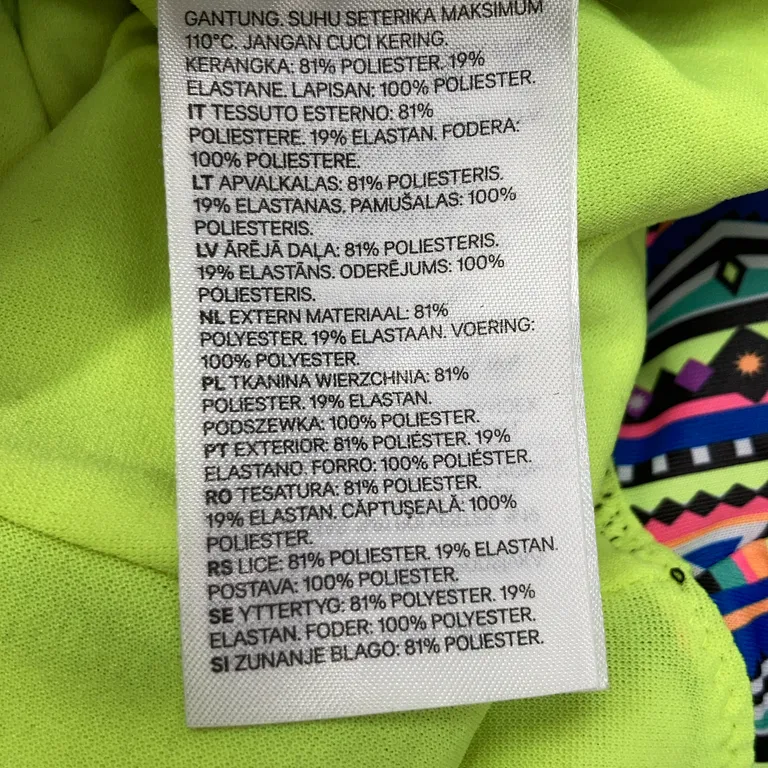 GANTUNG. SUHU SETERIKA MAKSIMUM
110°C. JANGAN CUCI KERING.
KERANGKA: 81% POLIESTER. 19%
ELASTANE. LAPISAN: 100% POLIESTER.
IT TESSUTO ESTERNO: 81%
POLIESTERE. 19% ELASTAN. FODERA:
100% POLIESTERE.
LT APVALKALAS: 81% POLIESTERIS.
19% ELASTANAS. PAMUŠALAS: 100%
POLIESTERIS.
LV ĀRĒJĀ DAĻA: 81% POLIESTERIS.
19% ELASTĀNS. ODERĒJUMS: 100%
POLIESTERIS.
NL EXTERN MATERIAAL: 81%
POLYESTER. 19% ELASTAAN. VOERING:
100% POLYESTER.
PL TKANINA WIERZCHNIA: 81%
POLIESTER. 19% ELASTAN.
PODSZEWKA: 100% POLIESTER.
PT EXTERIOR: 81% POLIÉSTER. 19%
ELASTANO. FORRO: 100% POLIÉSTER.
RO TESATURA: 81% POLIESTER.
19% ELASTAN. CĂPTUŞEALĂ: 100%
POLIESTER.
RS LICE: 81% POLIESTER. 19% ELASTAN.
POSTAVA: 100% POLIESTER.
SE YTTERTYG: 81% POLYESTER. 19%
ELASTAN. FODER: 100% POLYESTER.
SI ZUNANJE BLAGO: 81% POLIESTER.